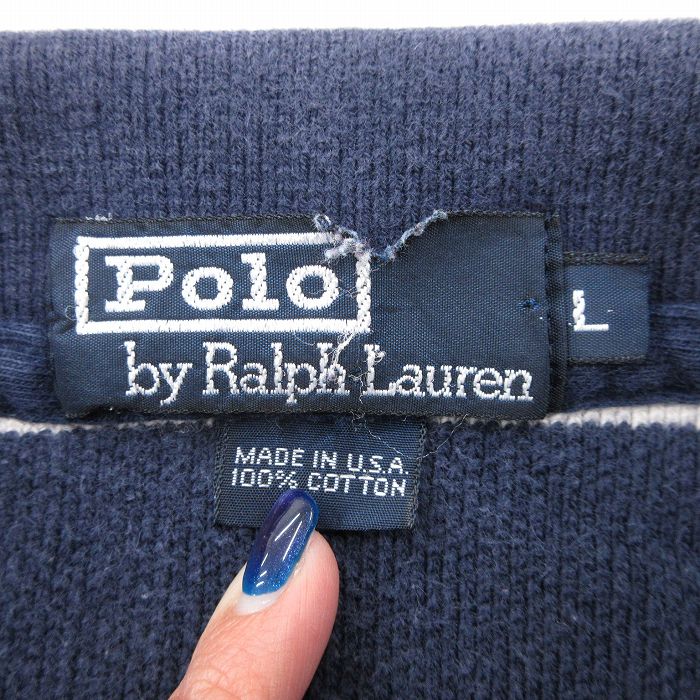 Polo
by Ralph Lauren
L
MADE IN U.S.A.
100% COTTON